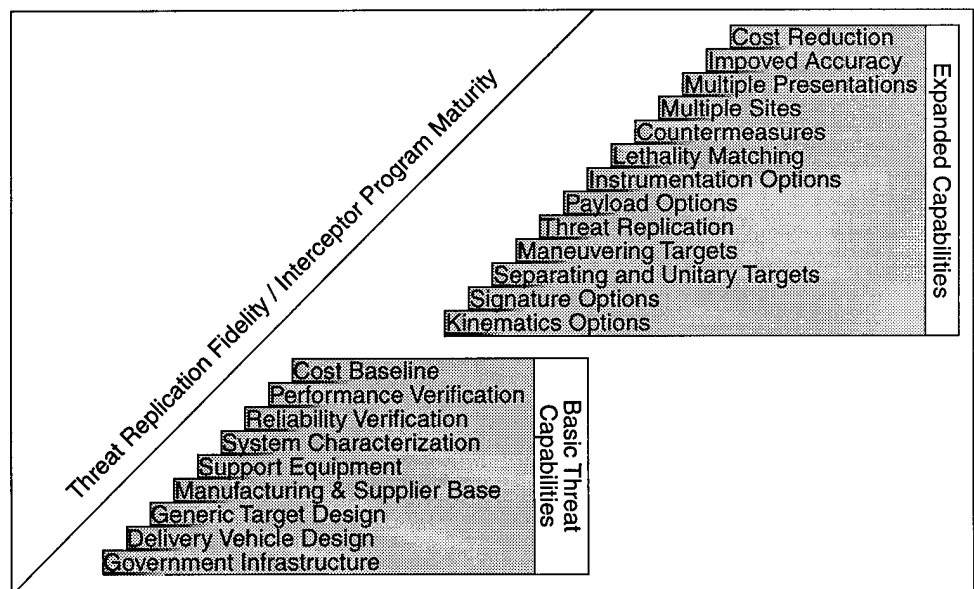 Cost Reduction
Impoved Accuracy
Multiple Presentations
Multiple Sites
Countermeasures
Lethality Matching
Instrumentation Options
Payload Options
Threat Replication
Maneuvering Targets
Separating and Unitary Targets
Signature Options
Kinematics Options
Expanded Capabilities
Threat Replication Fidelity / Interceptor Program Maturity
Cost Baseline
Performance Verification
Reliability Verification
System Characterization
Support Equipment
Manufacturing & Supplier Base
Generic Target Design
Delivery Vehicle Design
Government Infrastructure
Basic Threat
Capabilities